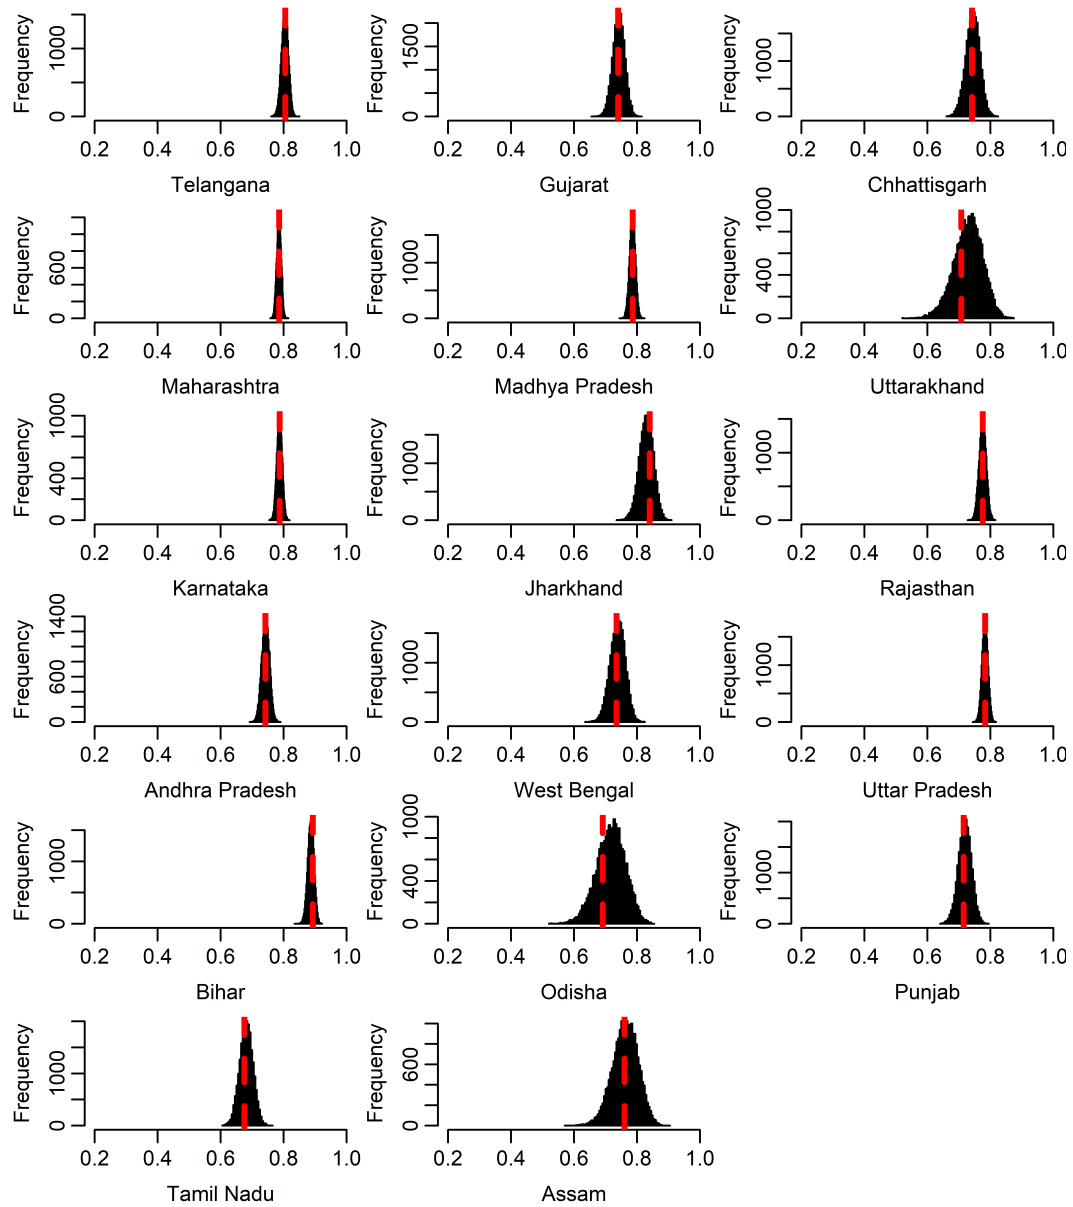 Frequency 0 1000 Frequency 0 1500 Frequency 0 1000
0.2 0.4 0.6 0.8 1.0 0.2 0.4 0.6 0.8 1.0 0.2 0.4 0.6 0.8 1.0
Telangana Gujarat Chhattisgarh
Frequency 0 600 Frequency 0 1000 Frequency 0 400 1000
0.2 0.4 0.6 0.8 1.0 0.2 0.4 0.6 0.8 1.0 0.2 0.4 0.6 0.8 1.0
Maharashtra Madhya Pradesh Uttarakhand
Frequency 0 400 1000 Frequency 0 1000 Frequency 0 1000
0.2 0.4 0.6 0.8 1.0 0.2 0.4 0.6 0.8 1.0 0.2 0.4 0.6 0.8 1.0
Karnataka Jharkhand Rajasthan
Frequency 0 600 1400 Frequency 0 1000 Frequency 0 1000
0.2 0.4 0.6 0.8 1.0 0.2 0.4 0.6 0.8 1.0 0.2 0.4 0.6 0.8 1.0
Andhra Pradesh West Bengal Uttar Pradesh
Frequency 0 1000 Frequency 0 400 1000 Frequency 0 1000
0.2 0.4 0.6 0.8 1.0 0.2 0.4 0.6 0.8 1.0 0.2 0.4 0.6 0.8 1.0
Bihar Odisha Punjab
Frequency 0 1000 Frequency 0 600
0.2 0.4 0.6 0.8 1.0 0.2 0.4 0.6 0.8 1.0
Tamil Nadu Assam